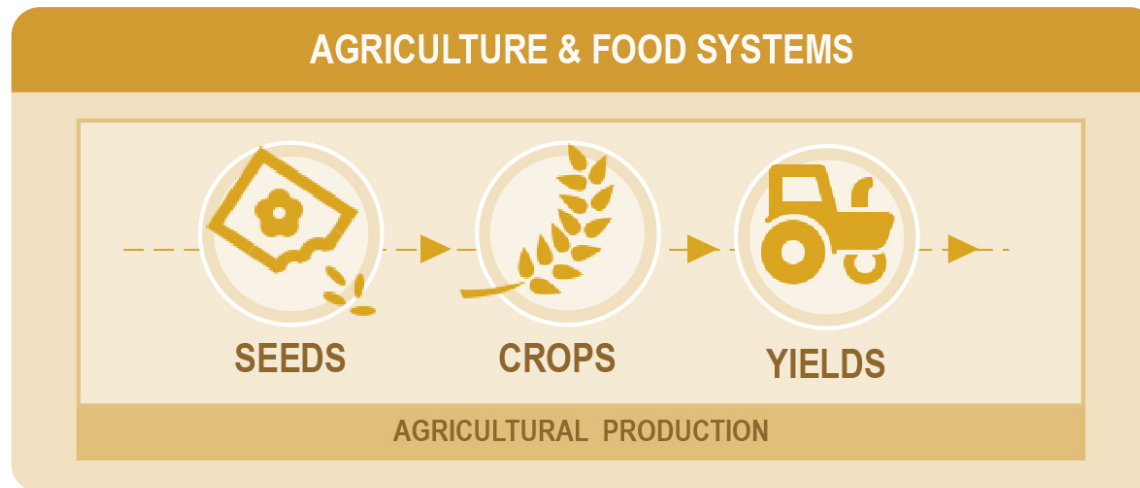 AGRICULTURE & FOOD SYSTEMS
SEEDS
CROPS
YIELDS
AGRICULTURAL PRODUCTION